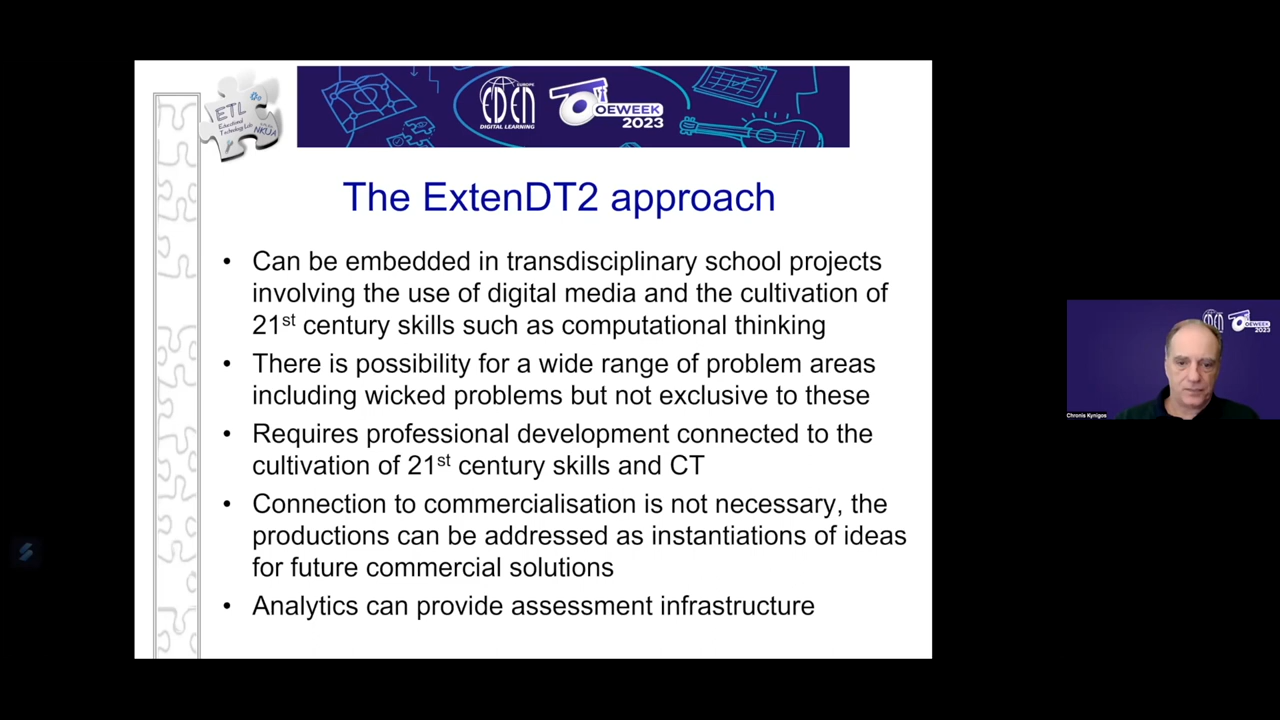 ETL
Educational
Technology Lab
NKUA
EDEN
EUROPE
DIGITAL LEARNING
OEWEEK
2023
The ExtenDT2 approach
• Can be embedded in transdisciplinary school projects
involving the use of digital media and the cultivation of
21st century skills such as computational thinking
• There is possibility for a wide range of problem areas
including wicked problems but not exclusive to these
• Requires professional development connected to the
cultivation of 21st century skills and CT
• Connection to commercialisation is not necessary, the
productions can be addressed as instantiations of ideas
for future commercial solutions
• Analytics can provide assessment infrastructure
EDEN
OEWEEK
2023
Chronis Kynigos